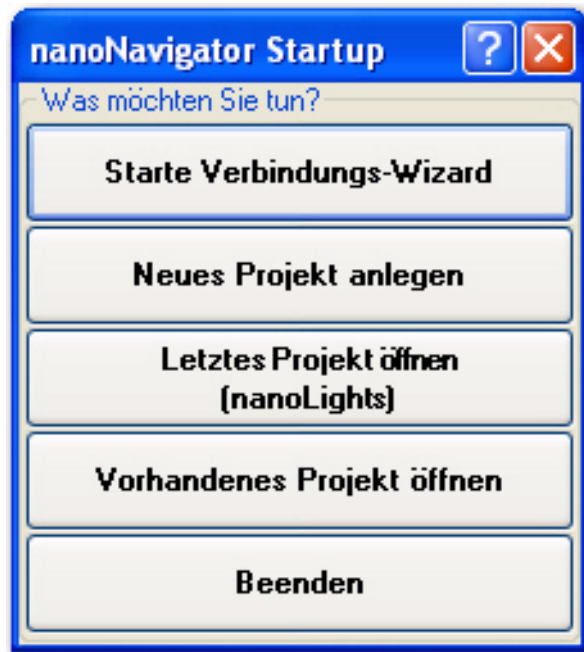 nanoNavigator Startup
Was möchten Sie tun?
Starte Verbindungs-Wizard
Neues Projekt anlegen
Letztes Projekt öffnen
(nanoLights)
Vorhandenes Projekt öffnen
Beenden